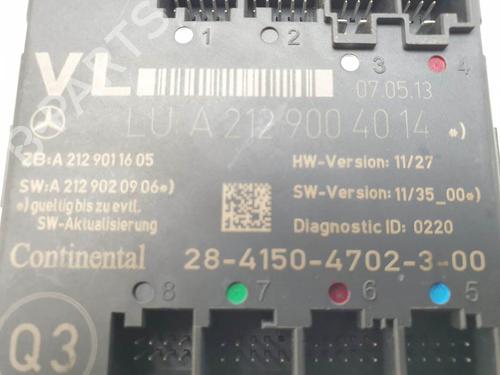 1 2 3 4
VL
07.05.13
LU: A 212 900 40 14 *)
ZB: A 212 901 16 05
HW-Version: 11/27
SW: A 212 902 09 06*)
SW-Version: 11/35_00*)
*) gueltig bis zu evtl.
SW-Aktualisierung
Diagnostic ID: 0220
Continental 28-4150-4702-3-00
8 7 6 5
Q3
B-PARTS